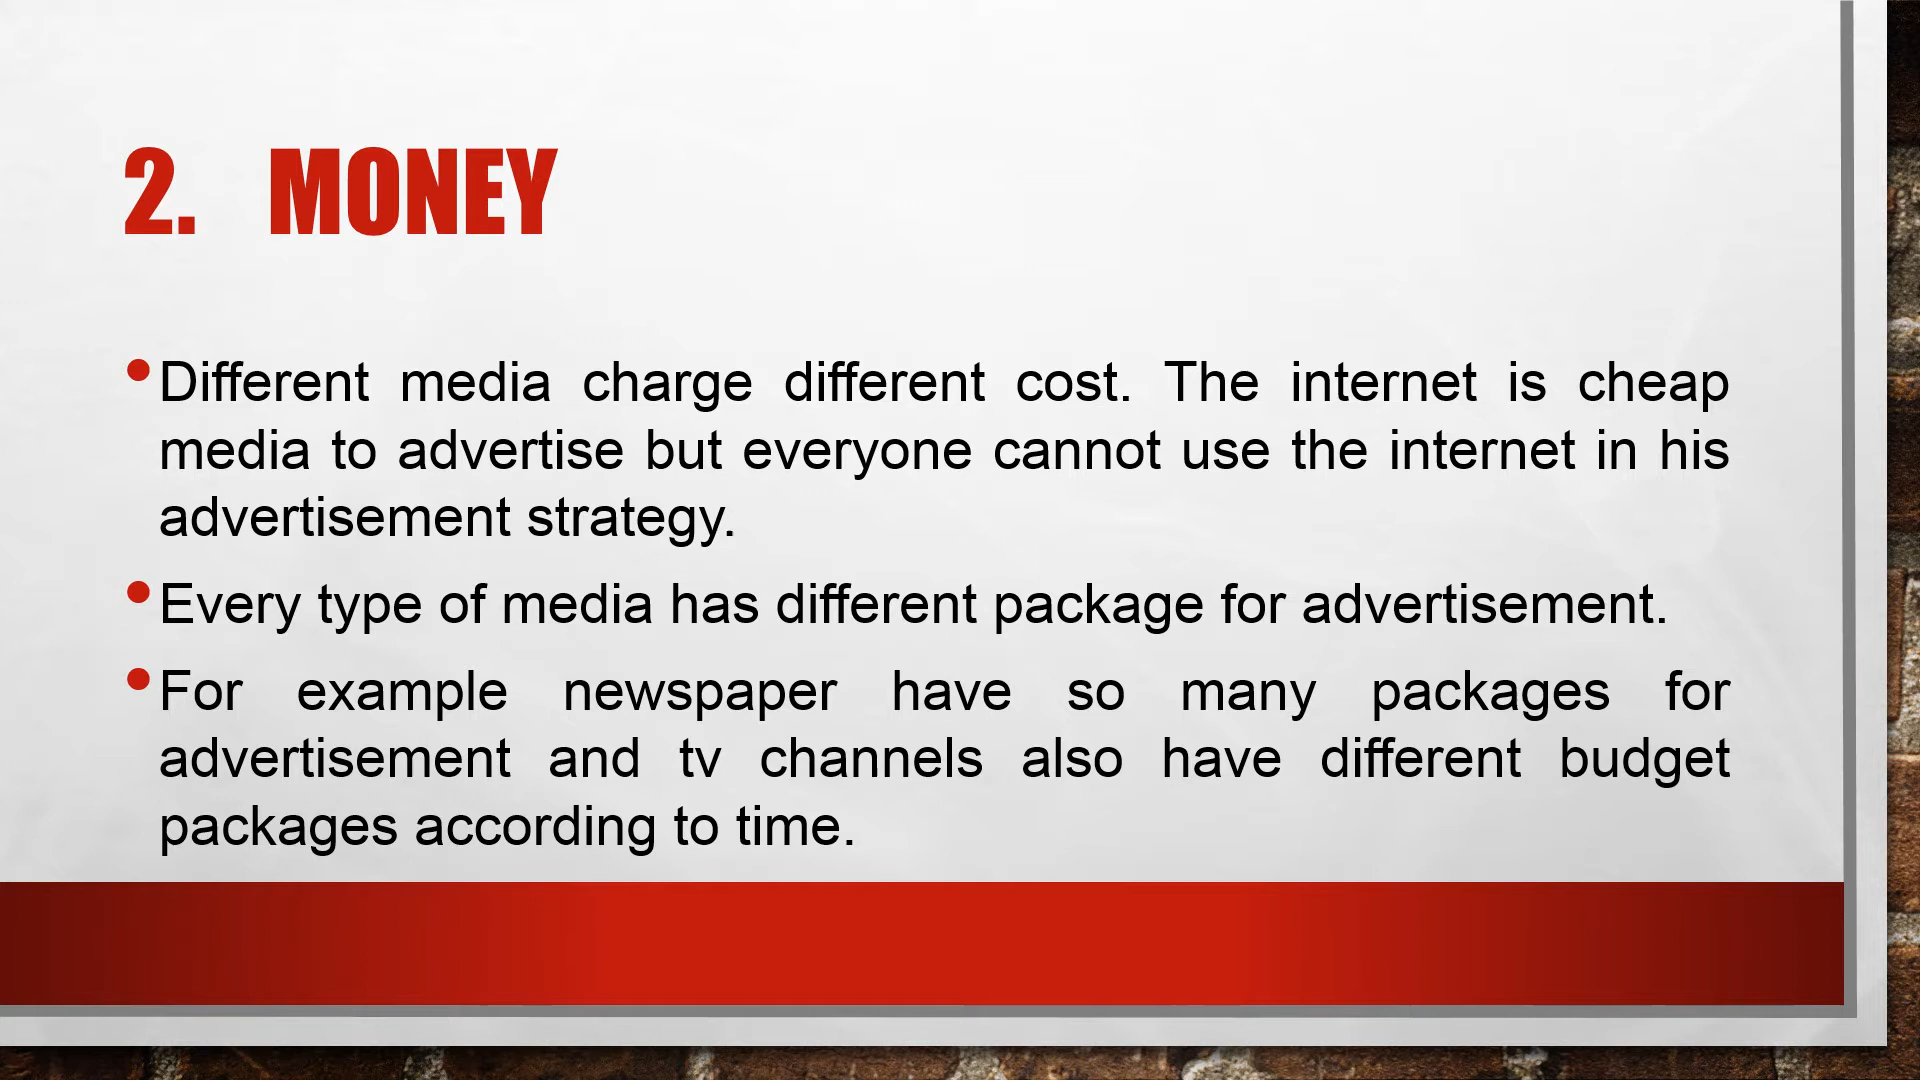 2. MONEY
•Different media charge different cost. The internet is cheap
media to advertise but everyone cannot use the internet in his
advertisement strategy.
•Every type of media has different package for advertisement.
•For example newspaper have so many packages for
advertisement and tv channels also have different budget
packages according to time.